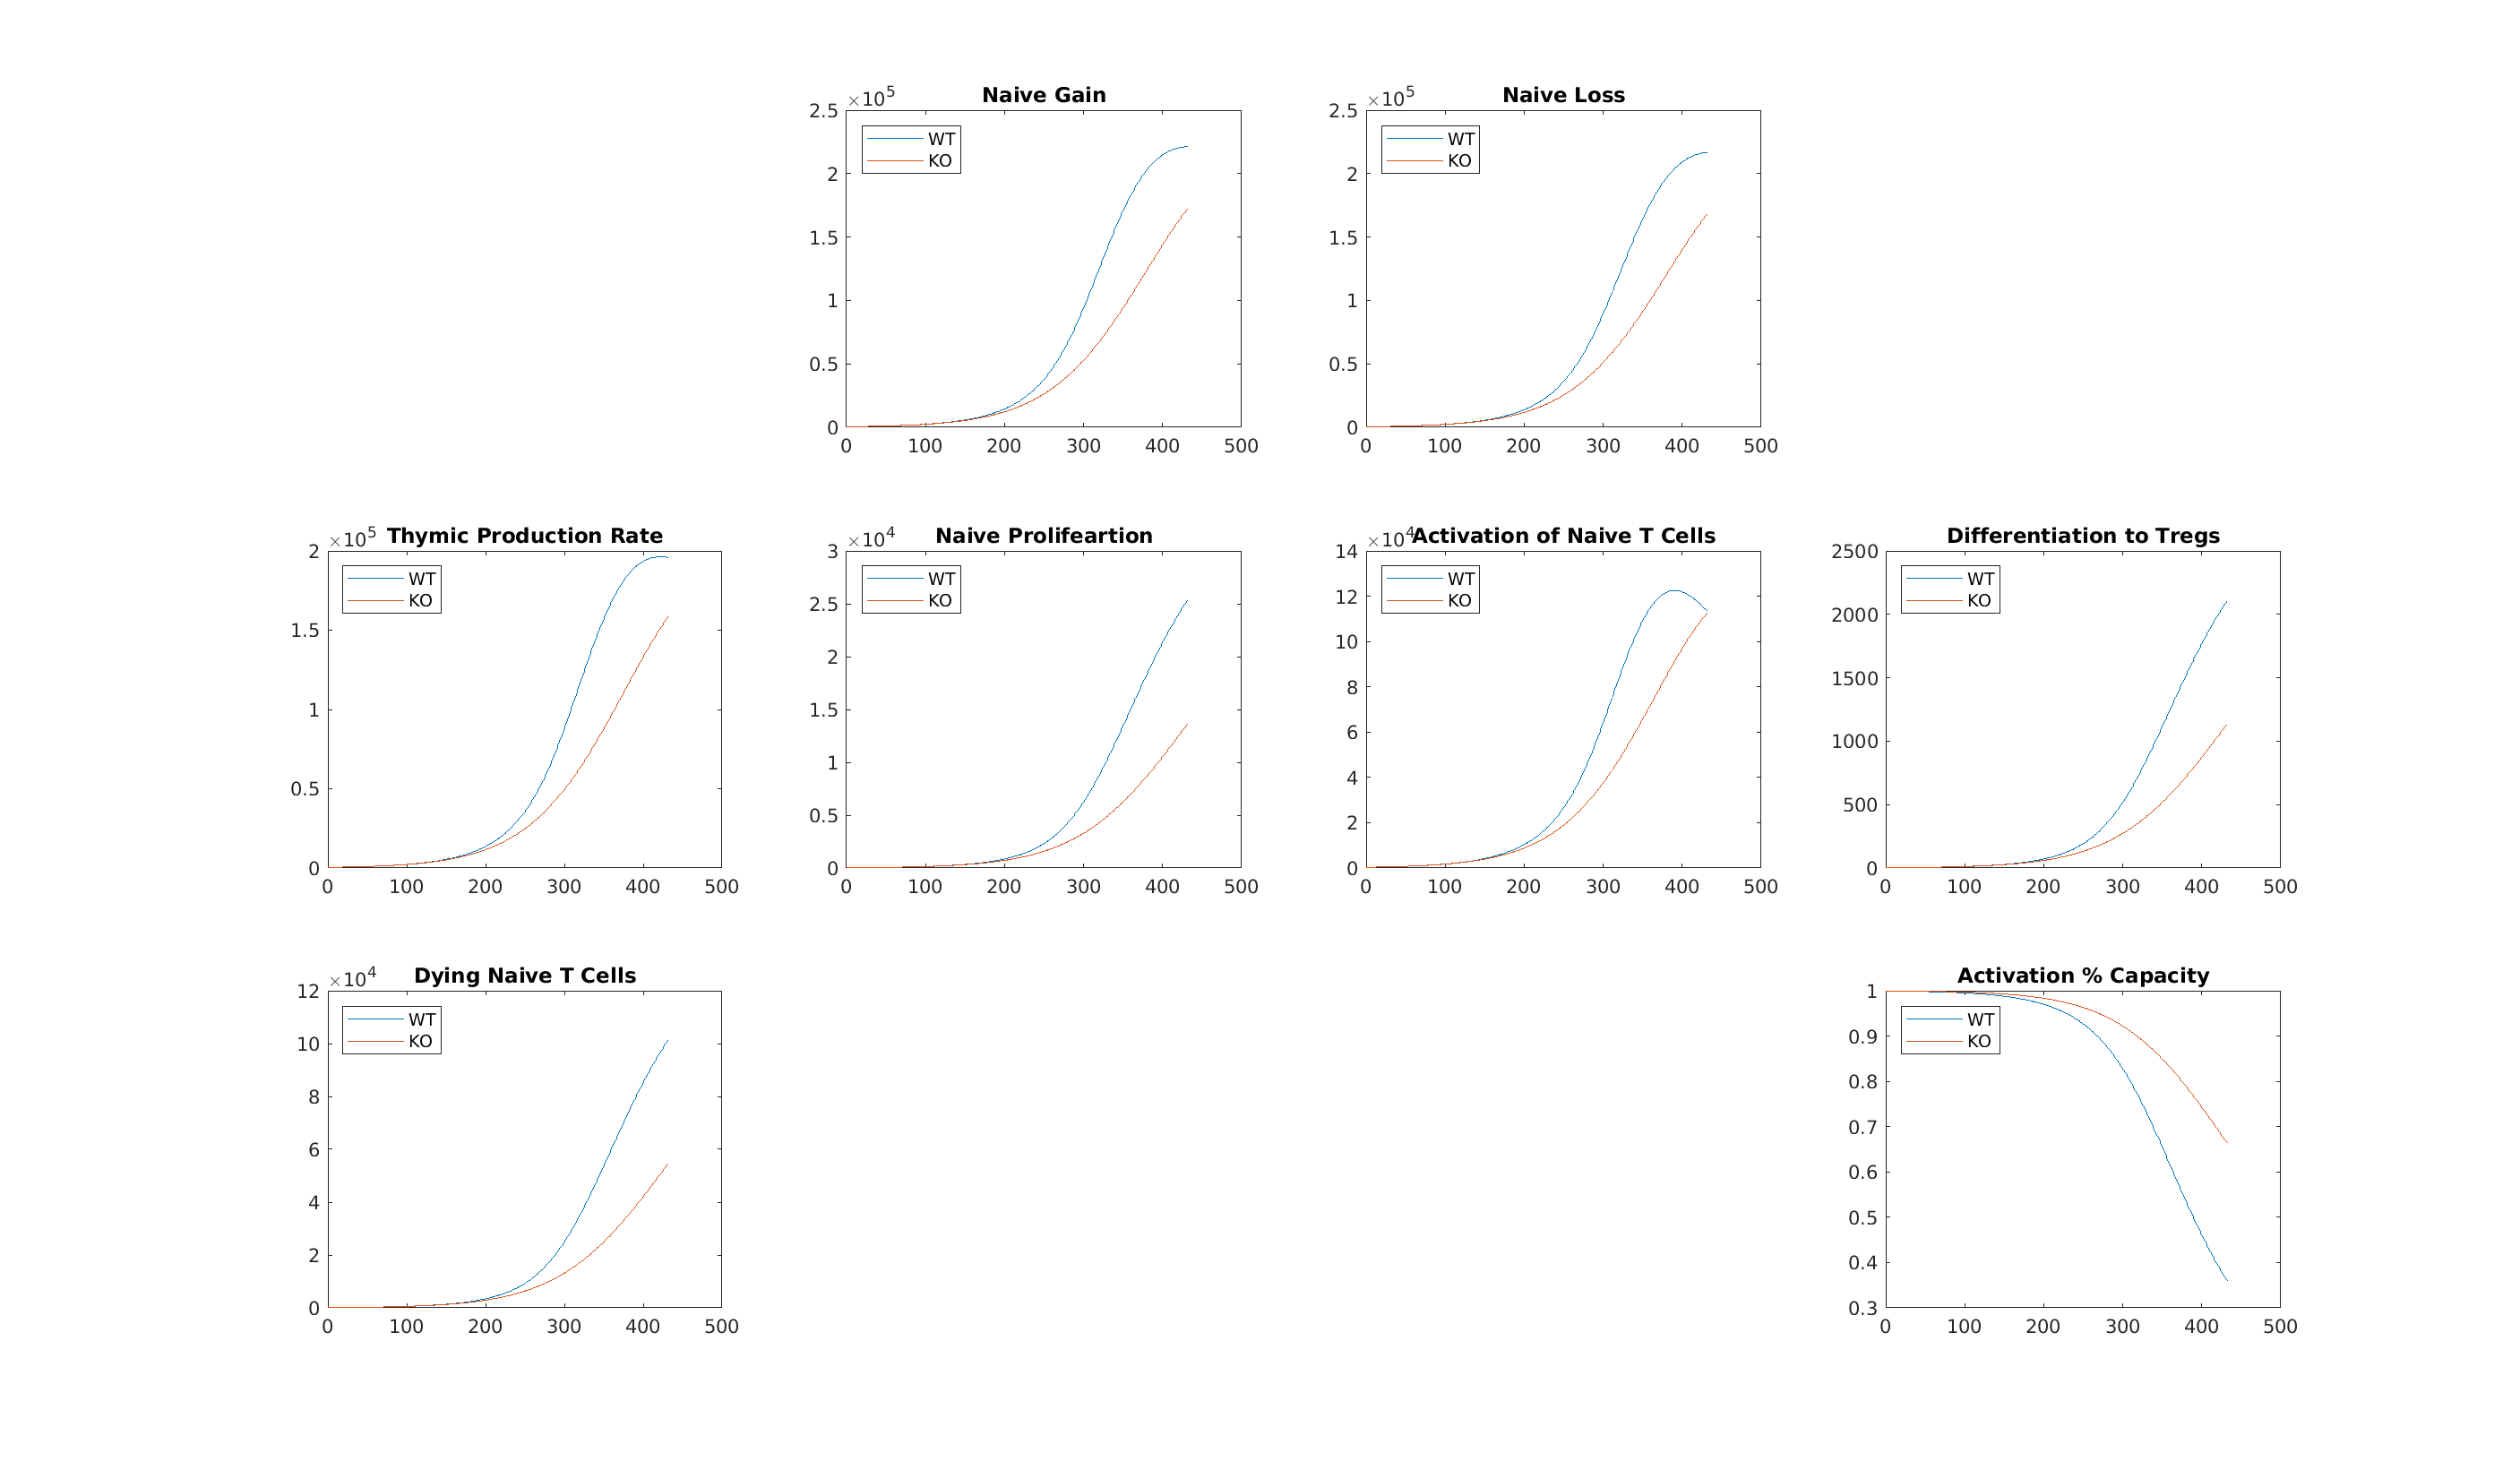 Naive Gain
×10^5
2.5
2
1.5
1
0.5
0
0 100 200 300 400 500
WT
KO
Naive Loss
×10^5
2.5
2
1.5
1
0.5
0
0 100 200 300 400 500
WT
KO
Thymic Production Rate
×10^5
2
1.5
1
0.5
0
0 100 200 300 400 500
WT
KO
Naive Prolifeartion
×10^4
3
2.5
2
1.5
1
0.5
0
0 100 200 300 400 500
WT
KO
Activation of Naive T Cells
×10^4
14
12
10
8
6
4
2
0
0 100 200 300 400 500
WT
KO
Differentiation to Tregs
2500
2000
1500
1000
500
0
0 100 200 300 400 500
WT
KO
Dying Naive T Cells
×10^4
12
10
8
6
4
2
0
0 100 200 300 400 500
WT
KO
Activation % Capacity
1
0.9
0.8
0.7
0.6
0.5
0.4
0.3
0 100 200 300 400 500
WT
KO